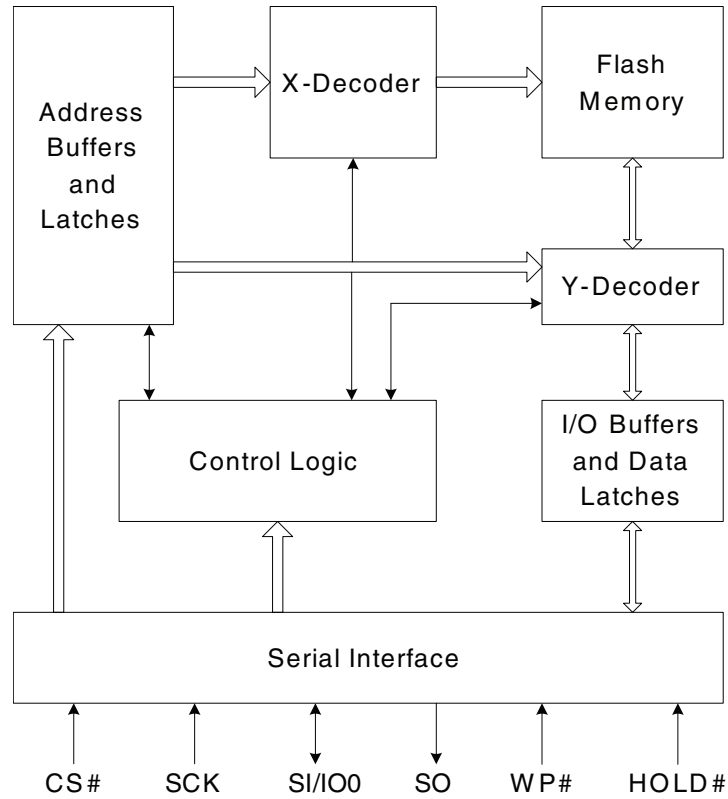 Address
Buffers
and
Latches
X-Decoder
Flash
Memory
Y-Decoder
Control Logic
I/O Buffers
and Data
Latches
Serial Interface
CS# SCK SI/IO0 SO WP# HOLD#